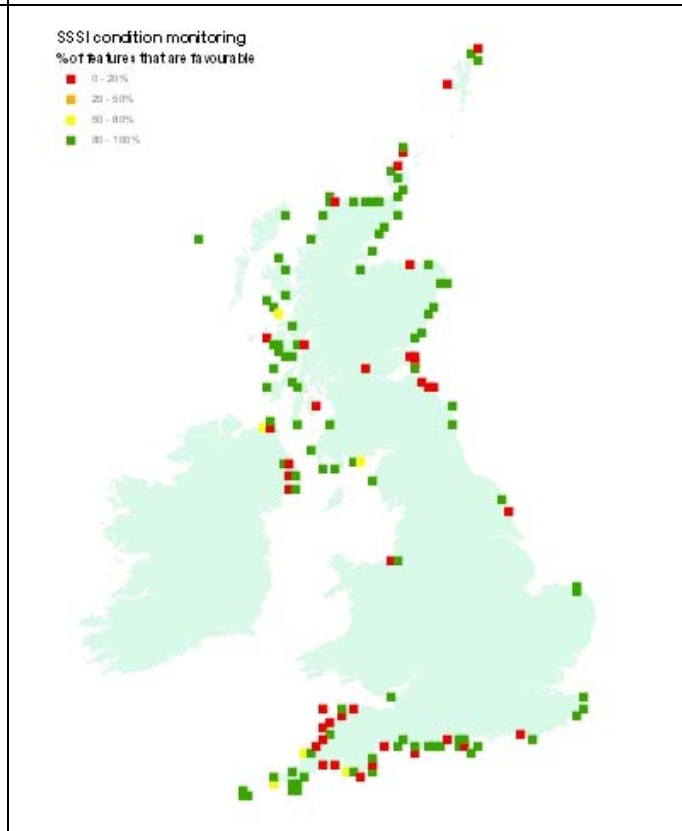 SSSI condition monitoring
% of features that are favourable
0 - 20%
20 - 50%
50 - 80%
80 - 100%